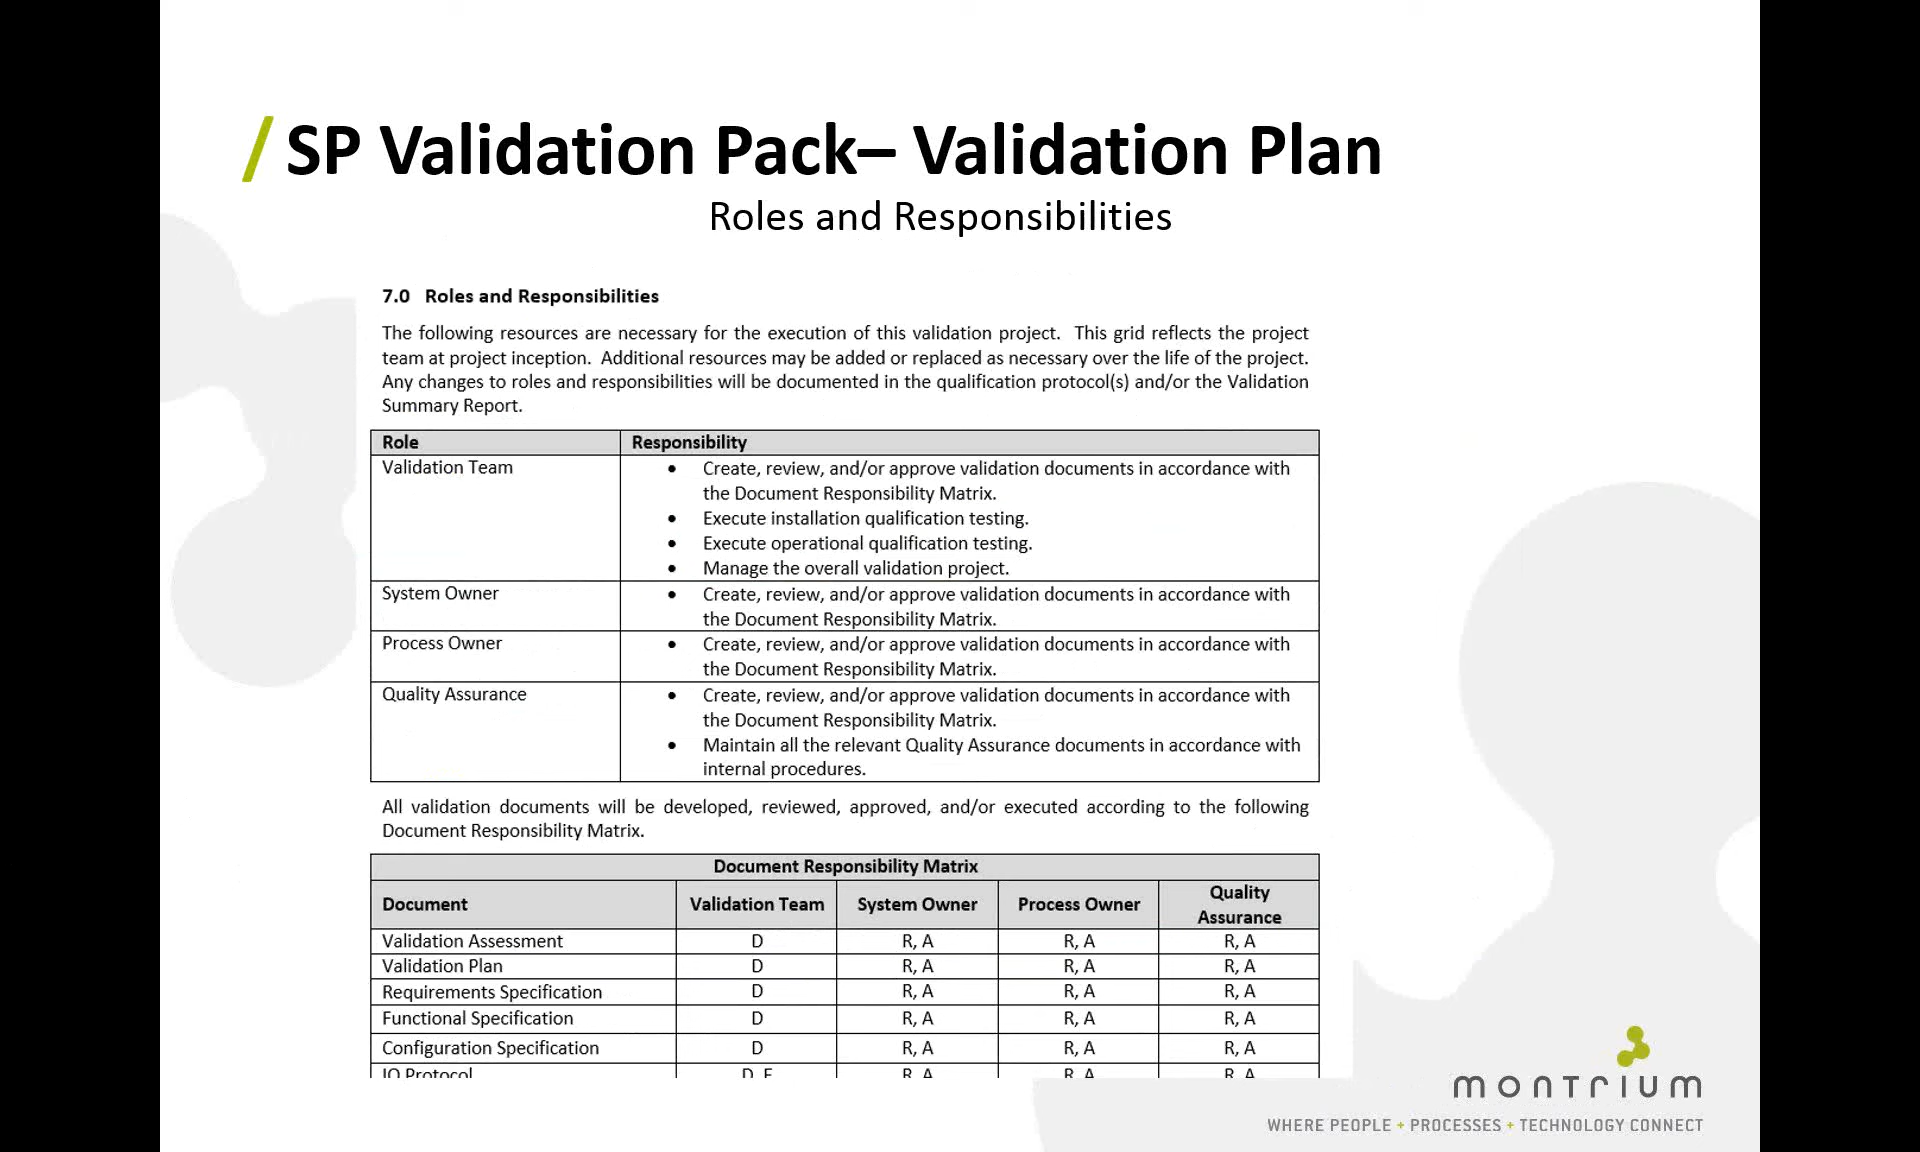 / SP Validation Pack– Validation Plan
Roles and Responsibilities
7.0 Roles and Responsibilities
The following resources are necessary for the execution of this validation project. This grid reflects the project
team at project inception. Additional resources may be added or replaced as necessary over the life of the project.
Any changes to roles and responsibilities will be documented in the qualification protocol(s) and/or the Validation
Summary Report.
Role Responsibility
Validation Team • Create, review, and/or approve validation documents in accordance with
the Document Responsibility Matrix.
• Execute installation qualification testing.
• Execute operational qualification testing.
• Manage the overall validation project.
System Owner • Create, review, and/or approve validation documents in accordance with
the Document Responsibility Matrix.
Process Owner • Create, review, and/or approve validation documents in accordance with
the Document Responsibility Matrix.
Quality Assurance • Create, review, and/or approve validation documents in accordance with
the Document Responsibility Matrix.
• Maintain all the relevant Quality Assurance documents in accordance with
internal procedures.
All validation documents will be developed, reviewed, approved, and/or executed according to the following
Document Responsibility Matrix.
Document Responsibility Matrix
Document Validation Team System Owner Process Owner Quality
Assurance
Validation Assessment D R, A R, A R, A
Validation Plan D R, A R, A R, A
Requirements Specification D R, A R, A R, A
Functional Specification D R, A R, A R, A
Configuration Specification D R, A R, A R, A
IQ Protocol D, E R, A R, A R, A
montrium
WHERE PEOPLE + PROCESSES + TECHNOLOGY CONNECT